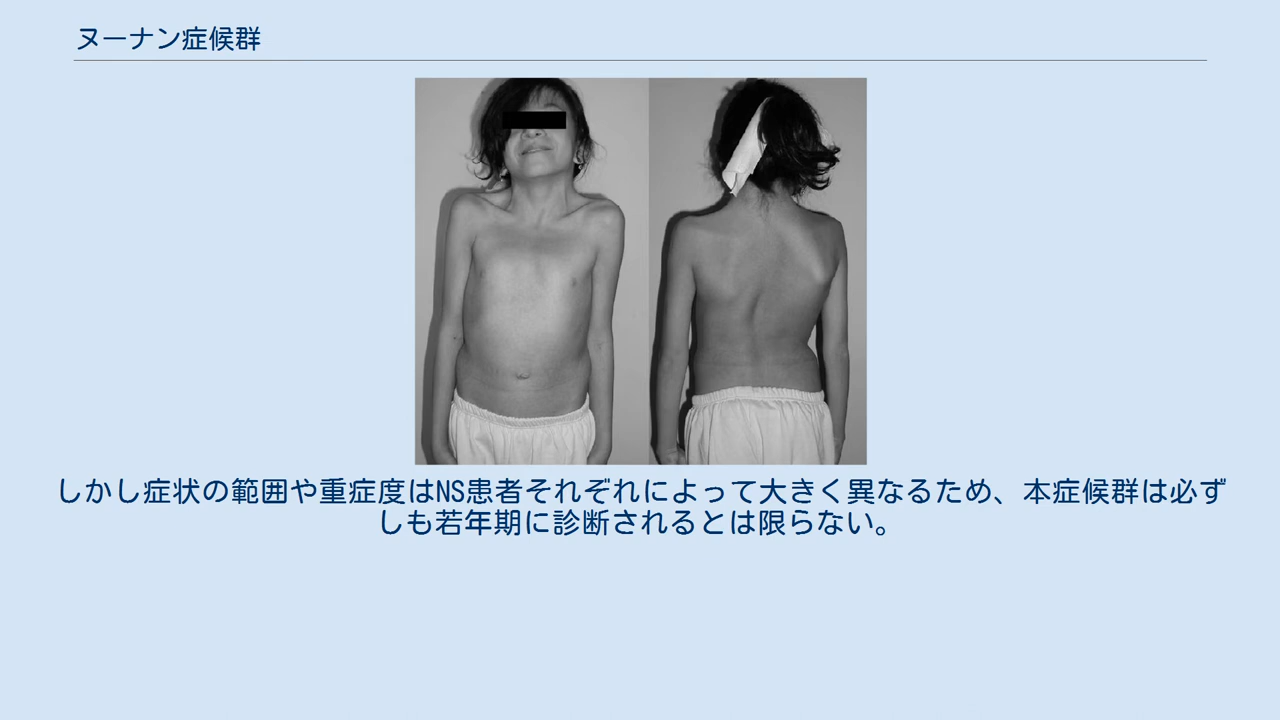 ヌーナン症候群
しかし症状の範囲や重症度はNS患者それぞれによって大きく異なるため、本症候群は必ず
しも若年期に診断されるとは限らない。